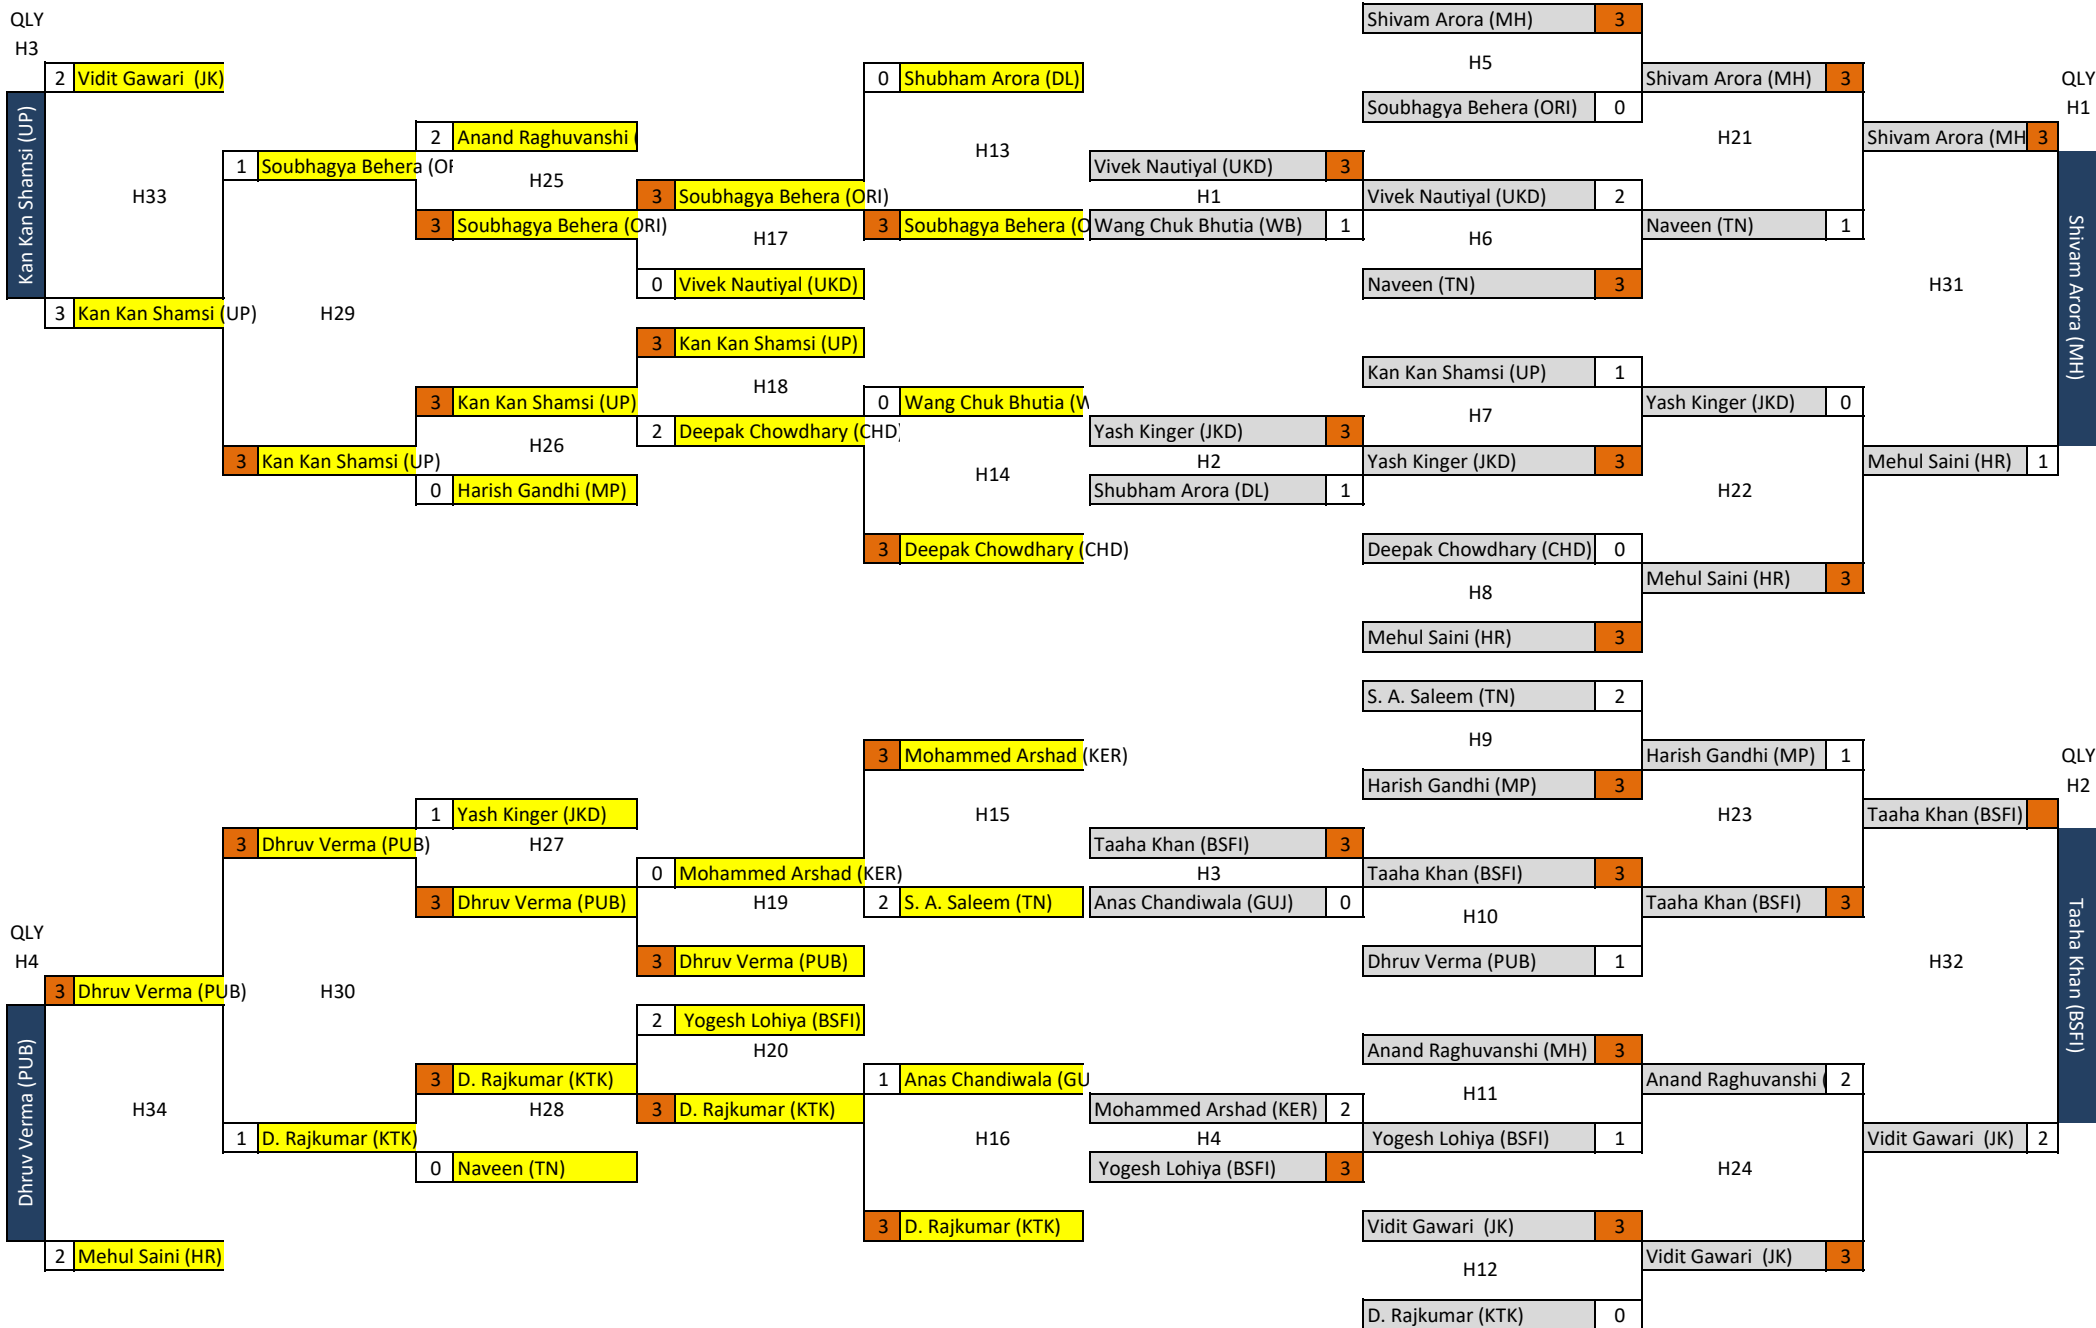 QLY
H3
2 Vidit Gawari (JK)
Kan Kan Shamsi (UP)
H33
3 Kan Kan Shamsi (UP)
1 Soubhagya Behera (OR
H29
3 Kan Kan Shamsi (UP)
2 Anand Raghuvanshi (
H25
3 Soubhagya Behera (ORI)
3 Kan Kan Shamsi (UP)
H26
0 Harish Gandhi (MP)
3 Soubhagya Behera (ORI)
H17
0 Vivek Nautiyal (UKD)
3 Kan Kan Shamsi (UP)
H18
2 Deepak Chowdhary (CHD)
0 Shubham Arora (DL)
H13
3 Soubhagya Behera (O
0 Wang Chuk Bhutia (W
H14
3 Deepak Chowdhary (CHD)
Vivek Nautiyal (UKD) 3
H1
Wang Chuk Bhutia (WB) 1
Yash Kinger (JKD) 3
H2
Shubham Arora (DL) 1
Shivam Arora (MH) 3
H5
Soubhagya Behera (ORI) 0
Vivek Nautiyal (UKD) 2
H6
Naveen (TN) 3
Kan Kan Shamsi (UP) 1
H7
Yash Kinger (JKD) 3
Deepak Chowdhary (CHD) 0
H8
Mehul Saini (HR) 3
Shivam Arora (MH) 3
H21
Naveen (TN) 1
Yash Kinger (JKD) 0
H22
Mehul Saini (HR) 3
QLY
H1
Shivam Arora (MH 3
H31
Mehul Saini (HR) 1
Shivam Arora (MH)
QLY
H4
3 Dhruv Verma (PUB)
Dhruv Verma (PUB)
H34
2 Mehul Saini (HR)
3 Dhruv Verma (PUB)
H30
1 D. Rajkumar (KTK)
1 Yash Kinger (JKD)
H27
3 Dhruv Verma (PUB)
3 D. Rajkumar (KTK)
H28
0 Naveen (TN)
0 Mohammed Arshad (KER)
H19
3 Dhruv Verma (PUB)
2 Yogesh Lohiya (BSFI)
H20
3 D. Rajkumar (KTK)
3 Mohammed Arshad (KER)
H15
2 S. A. Saleem (TN)
1 Anas Chandiwala (GU
H16
3 D. Rajkumar (KTK)
Taaha Khan (BSFI) 3
H3
Anas Chandiwala (GUJ) 0
Mohammed Arshad (KER) 2
H4
Yogesh Lohiya (BSFI) 3
S. A. Saleem (TN) 2
H9
Harish Gandhi (MP) 3
Taaha Khan (BSFI) 3
H10
Dhruv Verma (PUB) 1
Anand Raghuvanshi (MH) 3
H11
Yogesh Lohiya (BSFI) 1
Vidit Gawari (JK) 3
H12
D. Rajkumar (KTK) 0
Harish Gandhi (MP) 1
H23
Taaha Khan (BSFI) 3
Anand Raghuvanshi ( 2
H24
Vidit Gawari (JK) 3
QLY
H2
Taaha Khan (BSFI)
H32
Vidit Gawari (JK) 2
Taaha Khan (BSFI)